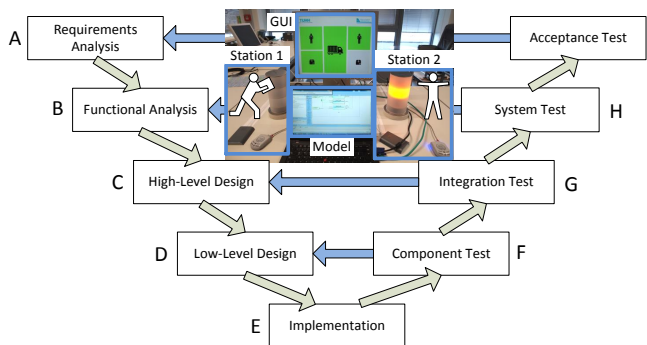 GUI
A
Requirements
Analysis
Acceptance Test
Station 1
Station 2
B
Functional Analysis
System Test
H
Model
C
High-Level Design
Integration Test
G
D
Low-Level Design
Component Test
F
E
Implementation